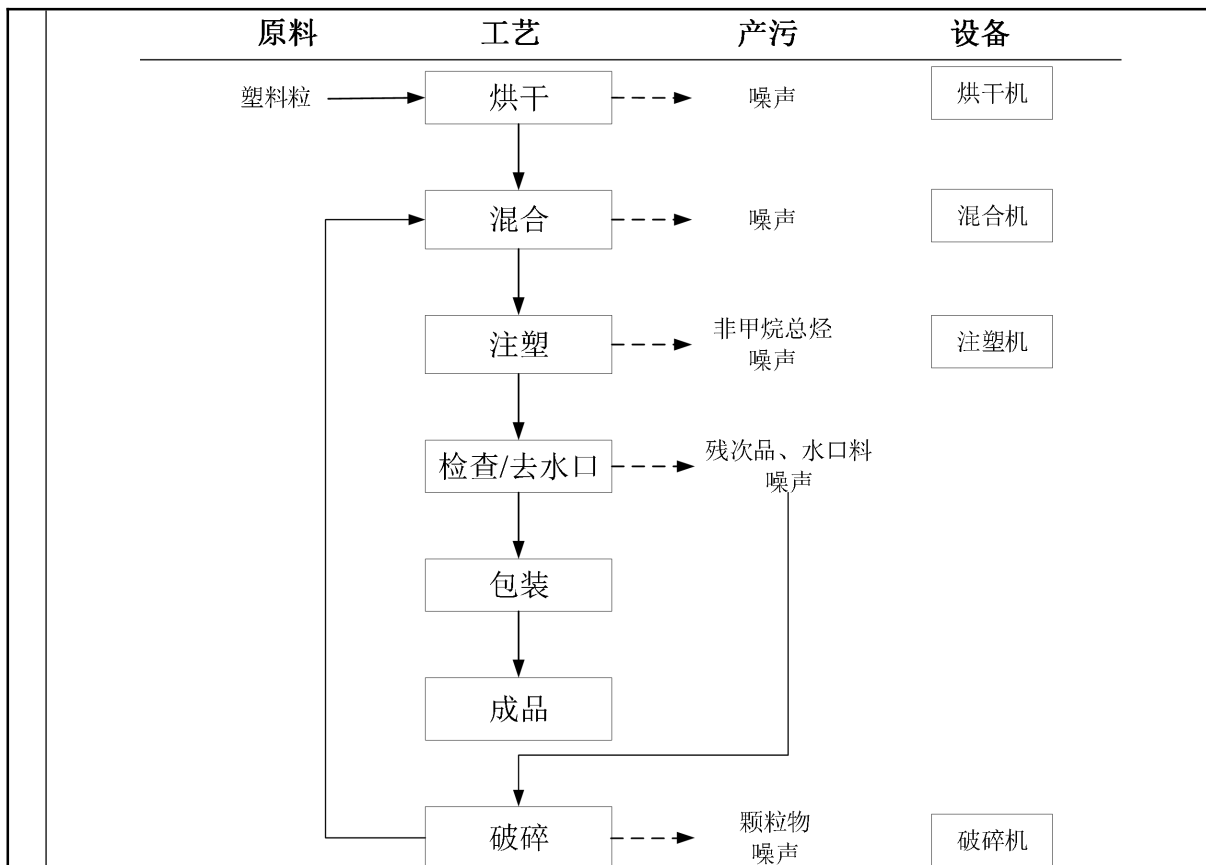 原料 工艺 产污 设备
塑料粒 烘干 噪声 烘干机
混合 噪声 混合机
注塑 非甲烷总烃 注塑机
噪声
检查/去水口 残次品、水口料
噪声
包装
成品
破碎 颗粒物 破碎机
噪声